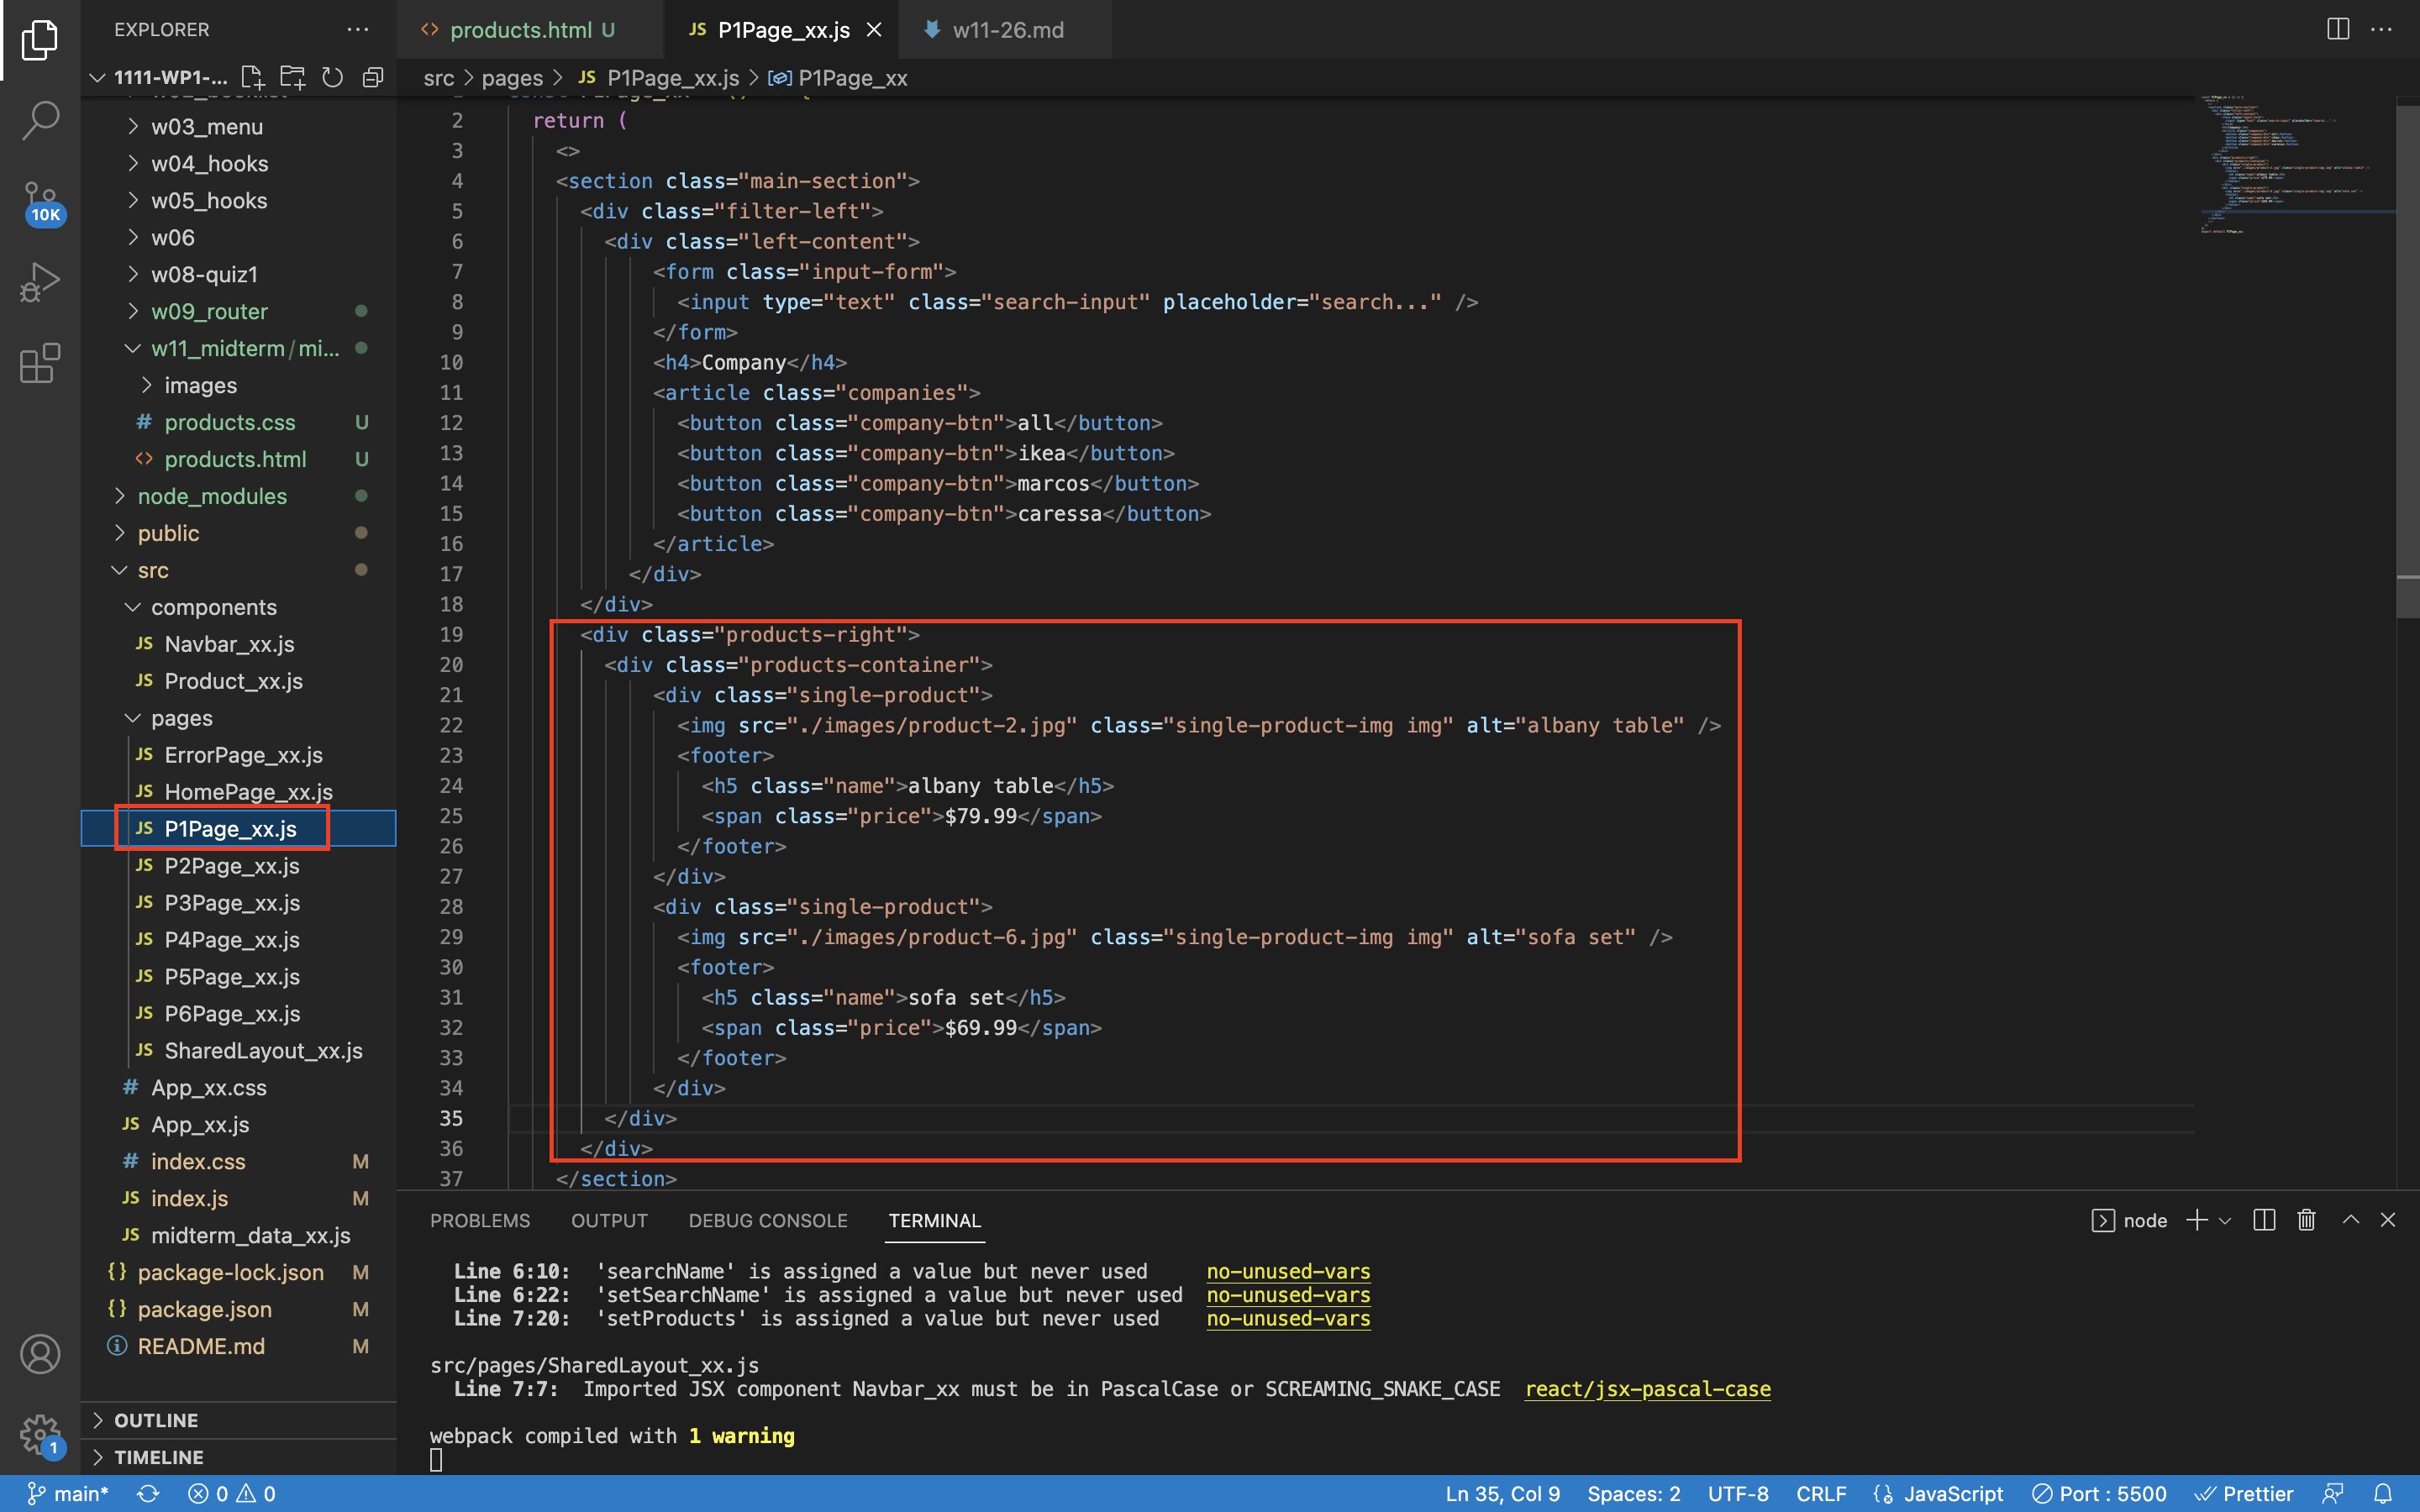 EXPLORER
products.html U
JS P1Page_xx.js
w11-26.md
1111-WP1-...
src > pages > JS P1Page_xx.js > P1Page_xx
w03_menu
w04_hooks
w05_hooks
w06
w08-quiz1
w09_router
w11_midterm / mi...
images
# products.css U
<> products.html U
node_modules
public
src
components
JS Navbar_xx.js
JS Product_xx.js
pages
JS ErrorPage_xx.js
JS HomePage_xx.js
JS P1Page_xx.js
JS P2Page_xx.js
JS P3Page_xx.js
JS P4Page_xx.js
JS P5Page_xx.js
JS P6Page_xx.js
JS SharedLayout_xx.js
# App_xx.css
JS App_xx.js
# index.css M
JS index.js M
JS midterm_data_xx.js
{} package-lock.json M
{} package.json M
README.md M
OUTLINE
TIMELINE
10K
1
2 return (
3 <>
4 <section class="main-section">
5 <div class="filter-left">
6 <div class="left-content">
7 <form class="input-form">
8 <input type="text" class="search-input" placeholder="search..." />
9 </form>
10 <h4>Company</h4>
11 <article class="companies">
12 <button class="company-btn">all</button>
13 <button class="company-btn">ikea</button>
14 <button class="company-btn">marcos</button>
15 <button class="company-btn">caressa</button>
16 </article>
17 </div>
18 </div>
19 <div class="products-right">
20 <div class="products-container">
21 <div class="single-product">
22 <img src="./images/product-2.jpg" class="single-product-img img" alt="albany table" />
23 <footer>
24 <h5 class="name">albany table</h5>
25 <span class="price">$79.99</span>
26 </footer>
27 </div>
28 <div class="single-product">
29 <img src="./images/product-6.jpg" class="single-product-img img" alt="sofa set" />
30 <footer>
31 <h5 class="name">sofa set</h5>
32 <span class="price">$69.99</span>
33 </footer>
34 </div>
35 </div>
36 </div>
37 </section>
PROBLEMS OUTPUT DEBUG CONSOLE TERMINAL
node
Line 6:10: 'searchName' is assigned a value but never used no-unused-vars
Line 6:22: 'setSearchName' is assigned a value but never used no-unused-vars
Line 7:20: 'setProducts' is assigned a value but never used no-unused-vars
src/pages/SharedLayout_xx.js
Line 7:7: Imported JSX component Navbar_xx must be in PascalCase or SCREAMING_SNAKE_CASE react/jsx-pascal-case
webpack compiled with 1 warning
main* 0 0
Ln 35, Col 9 Spaces: 2 UTF-8 CRLF JavaScript Port : 5500 Prettier